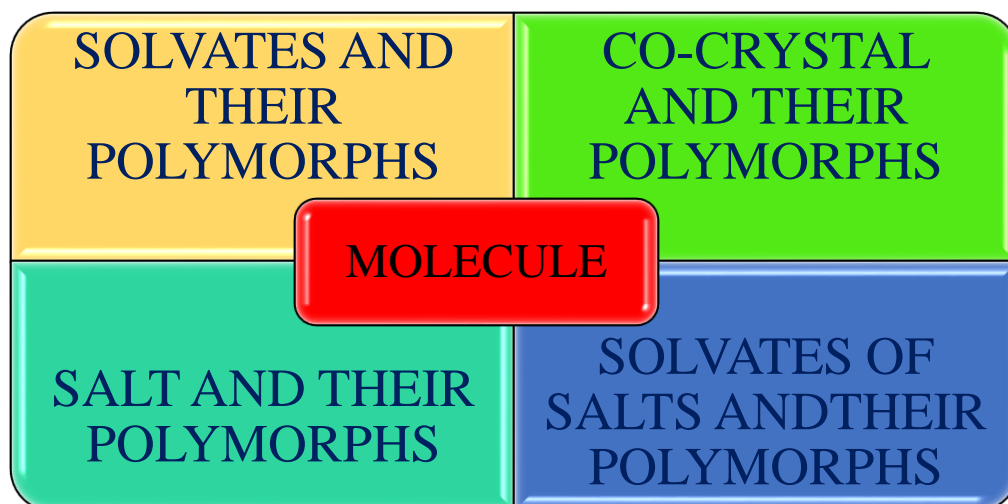 SOLVATES AND
THEIR
POLYMORPHS
CO-CRYSTAL
AND THEIR
POLYMORPHS
MOLECULE
SALT AND THEIR
POLYMORPHS
SOLVATES OF
SALTS ANDTHEIR
POLYMORPHS